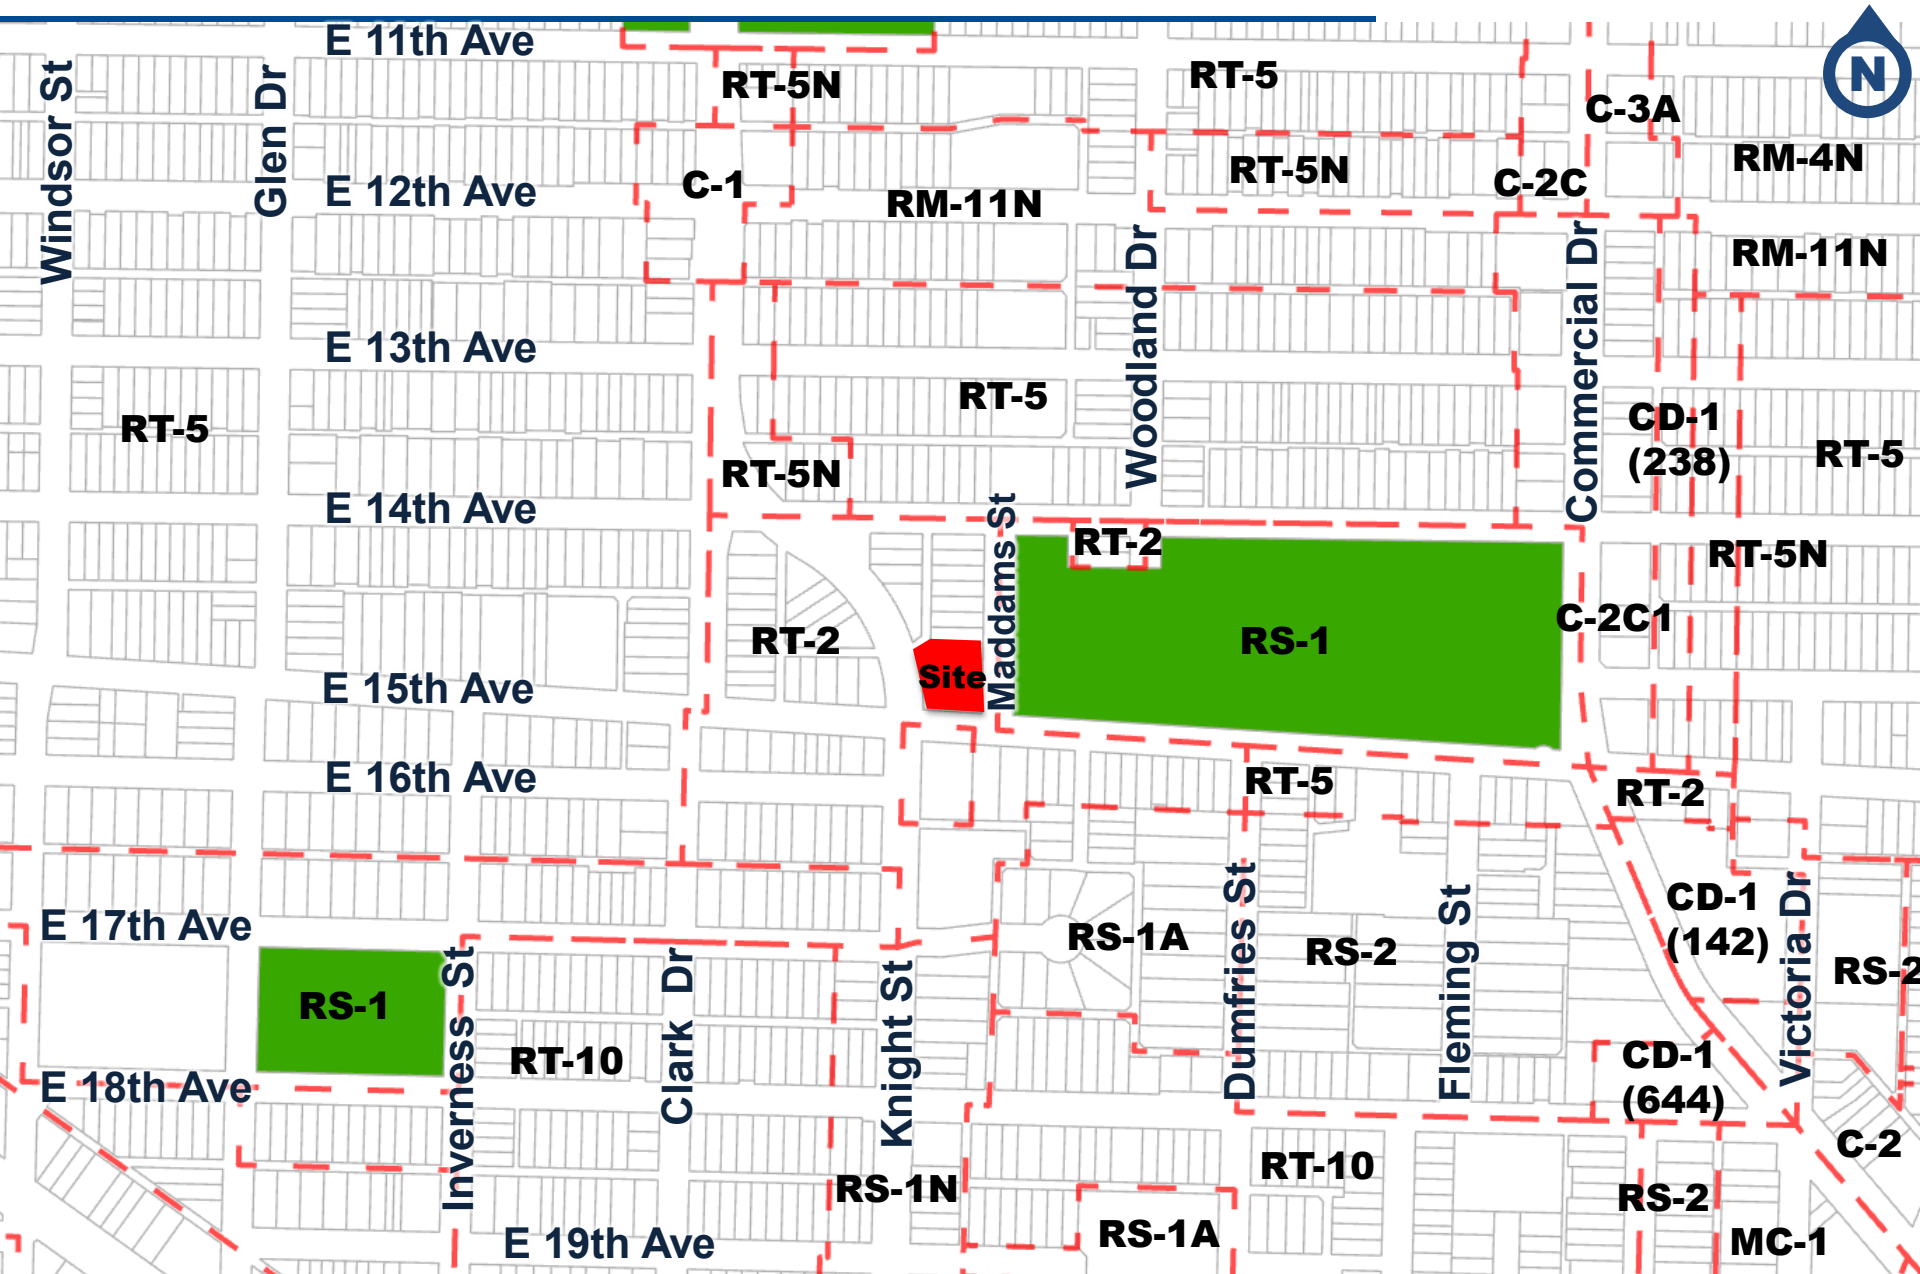 E 11th Ave
N
Windsor St
Glen Dr
RT-5N
RT-5
C-3A
RM-4N
E 12th Ave
C-1
RT-5N
C-2C
RM-11N
Woodland Dr
Commercial Dr
RM-11N
E 13th Ave
RT-5
RT-5
CD-1
(238)
RT-5
RT-5N
E 14th Ave
Maddams St
RT-2
RT-5N
RT-2
Site
RS-1
C-2C1
E 15th Ave
E 16th Ave
RT-5
RT-2
E 17th Ave
RS-1A
Dumfries St
RS-2
Fleming St
CD-1
(142)
Victoria Dr
RS-2
RS-1
Inverness St
Clark Dr
Knight St
RT-10
CD-1
(644)
E 18th Ave
C-2
RS-1N
RT-10
RS-2
E 19th Ave
RS-1A
MC-1